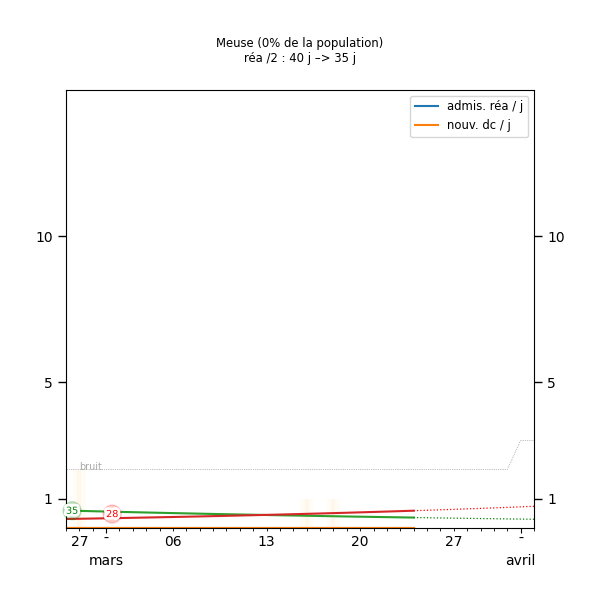 Meuse (0% de la population)
réa /2 : 40 j –> 35 j
admis. réa / j
nouv. dc / j
10 10
5 5
bruit
1 1
35 28
27 - 06 13 20 27 -
mars avril